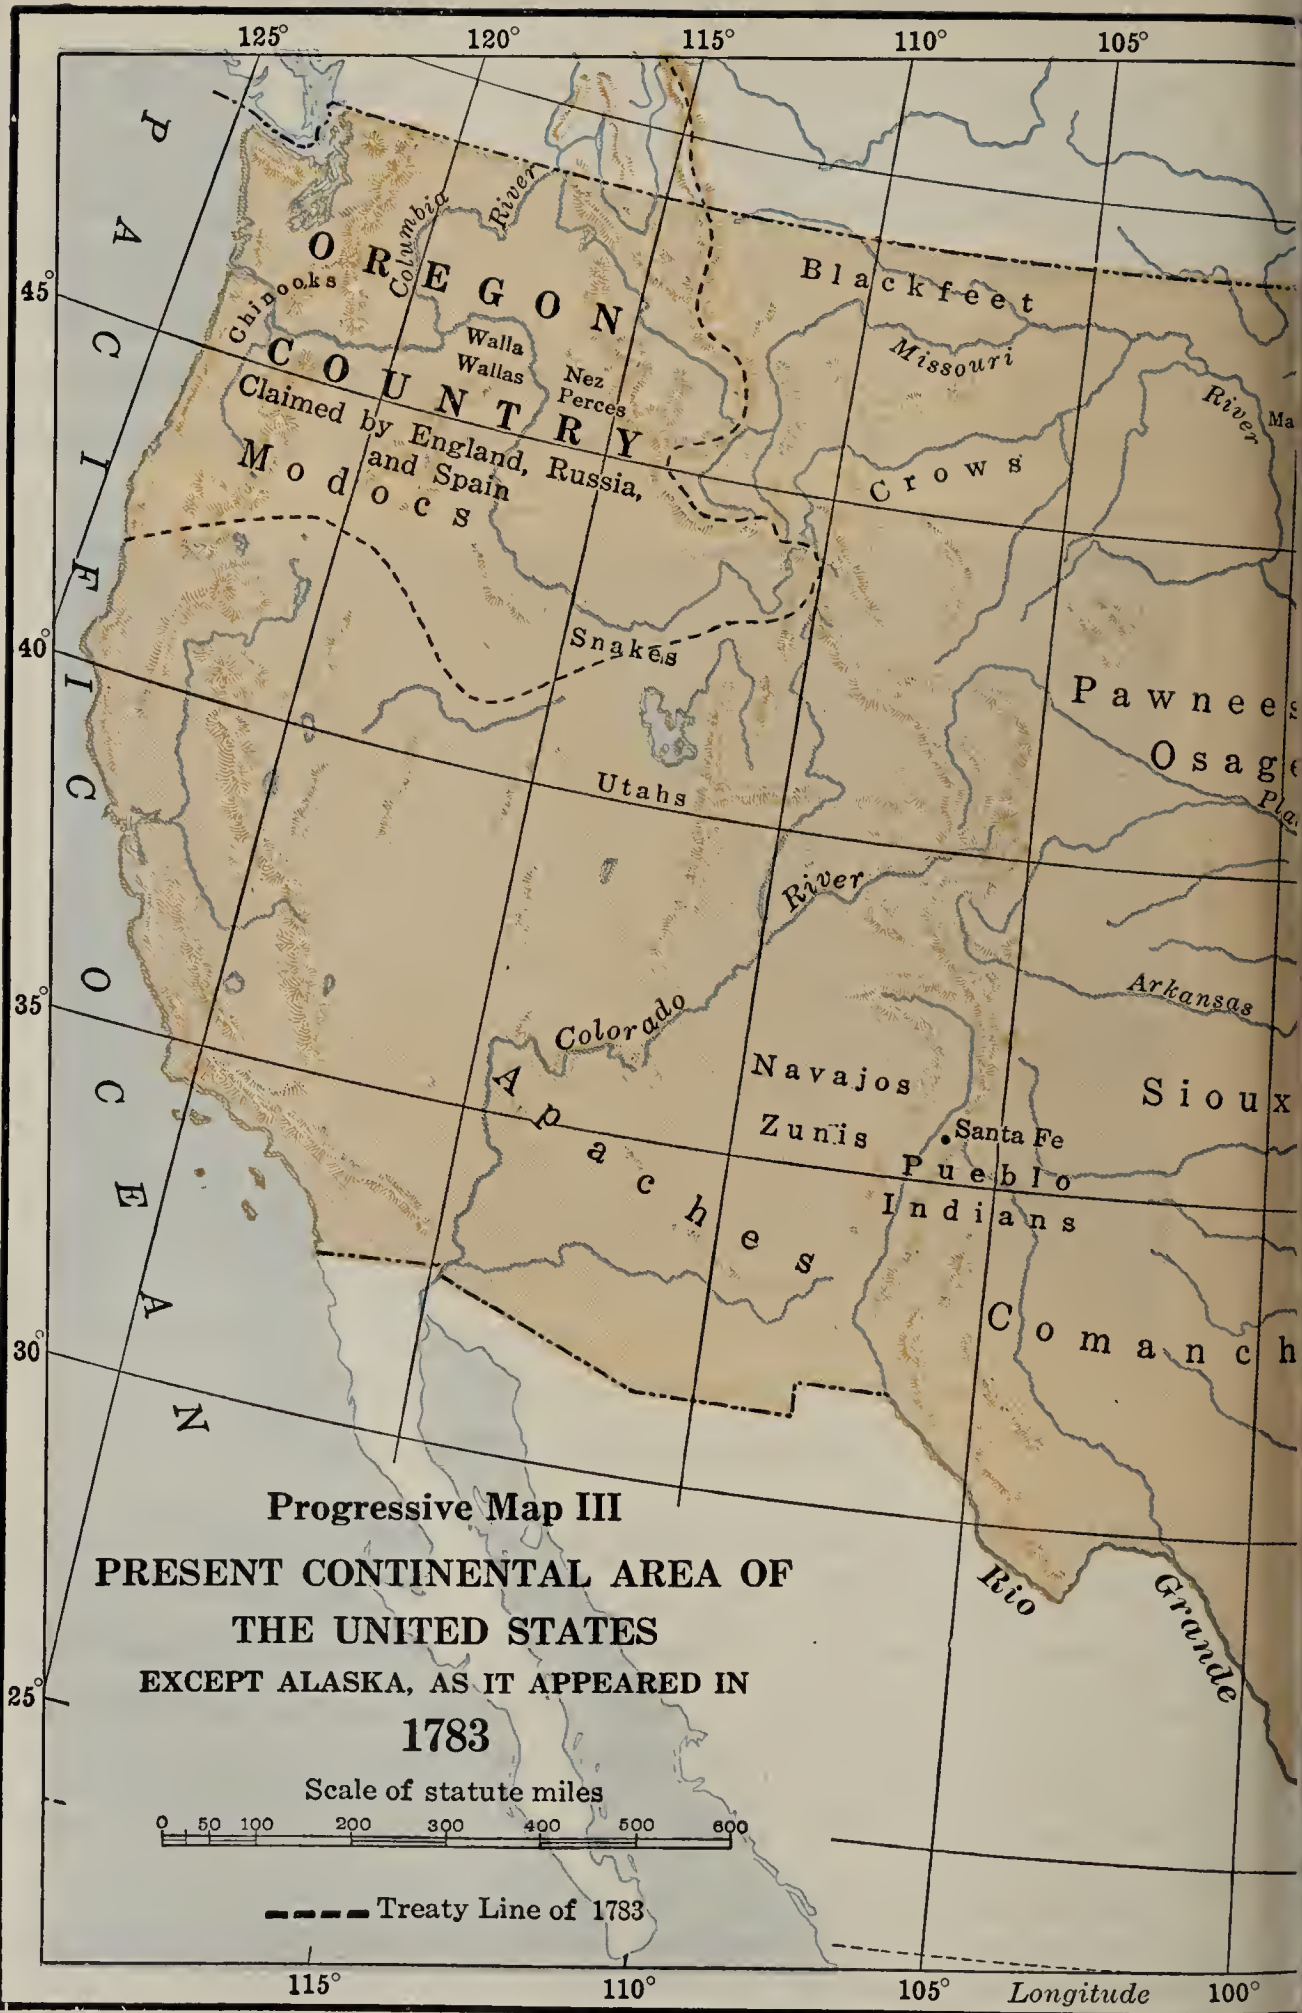 125° 120° 115° 110° 105°
PACIFIC OCEAN
45°
40°
35°
30°
25°
Columbia River
OREGON
COUNTRY
Chinooks
Walla
Wallas
Nez
Perces
Claimed by England, Russia,
and Spain
Modocs
Blackfeet
Missouri River
Ma
Crows
Snakes
Pawnees
Osage
Pla
Utahs
Colorado River
Arkansas
Navajos
Zunis
Sioux
Santa Fe
Pueblo
Indians
Apaches
Comanch
Rio Grande
Progressive Map III
PRESENT CONTINENTAL AREA OF
THE UNITED STATES
EXCEPT ALASKA, AS IT APPEARED IN
1783
Scale of statute miles
0 50 100 200 300 400 500 600
Treaty Line of 1783
115° 110° 105° Longitude 100°